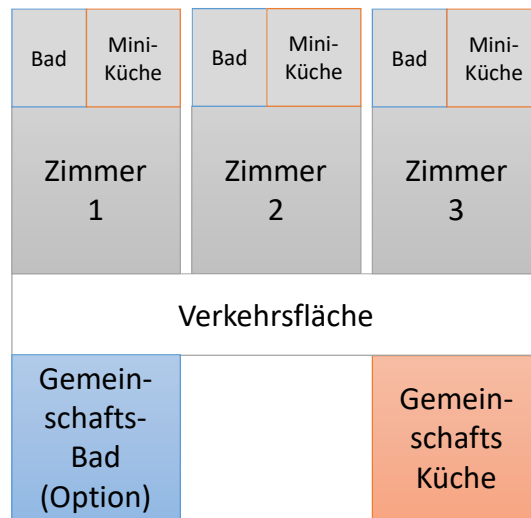 Bad
Mini-
Küche
Bad
Mini-
Küche
Bad
Mini-
Küche
Zimmer
1
Zimmer
2
Zimmer
3
Verkehrsfläche
Gemein-
schafts-
Bad
(Option)
Gemein-
schafts
Küche